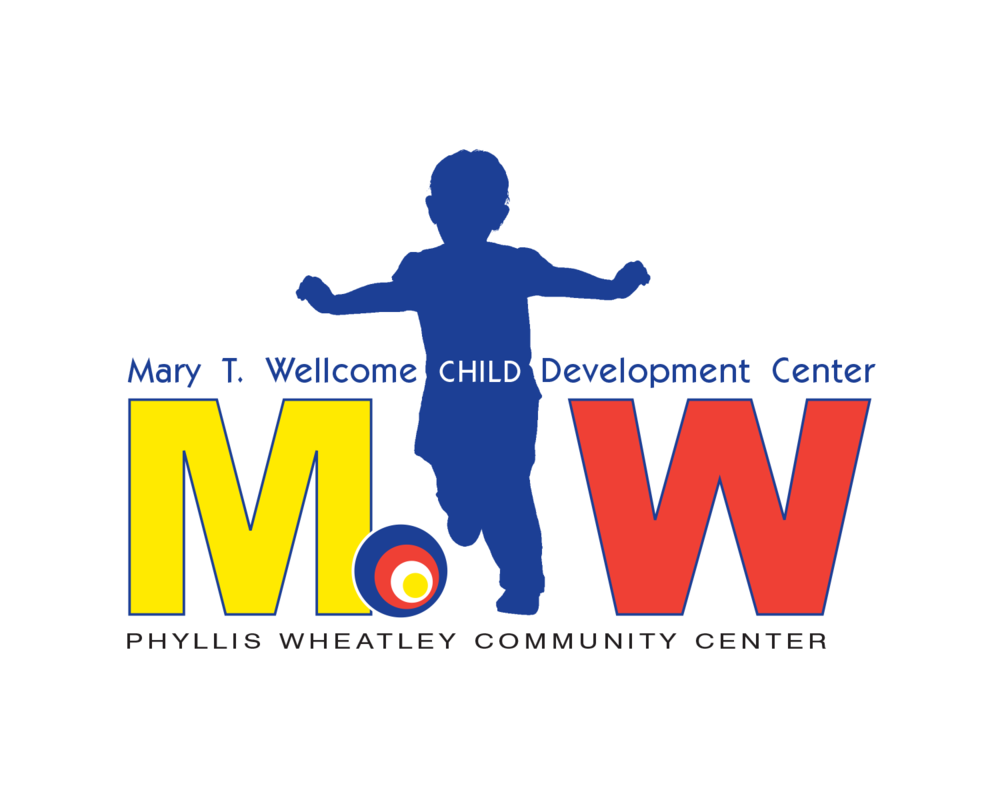 Mary T. Wellcome CHILD Development Center
M W
PHYLLIS WHEATLEY COMMUNITY CENTER